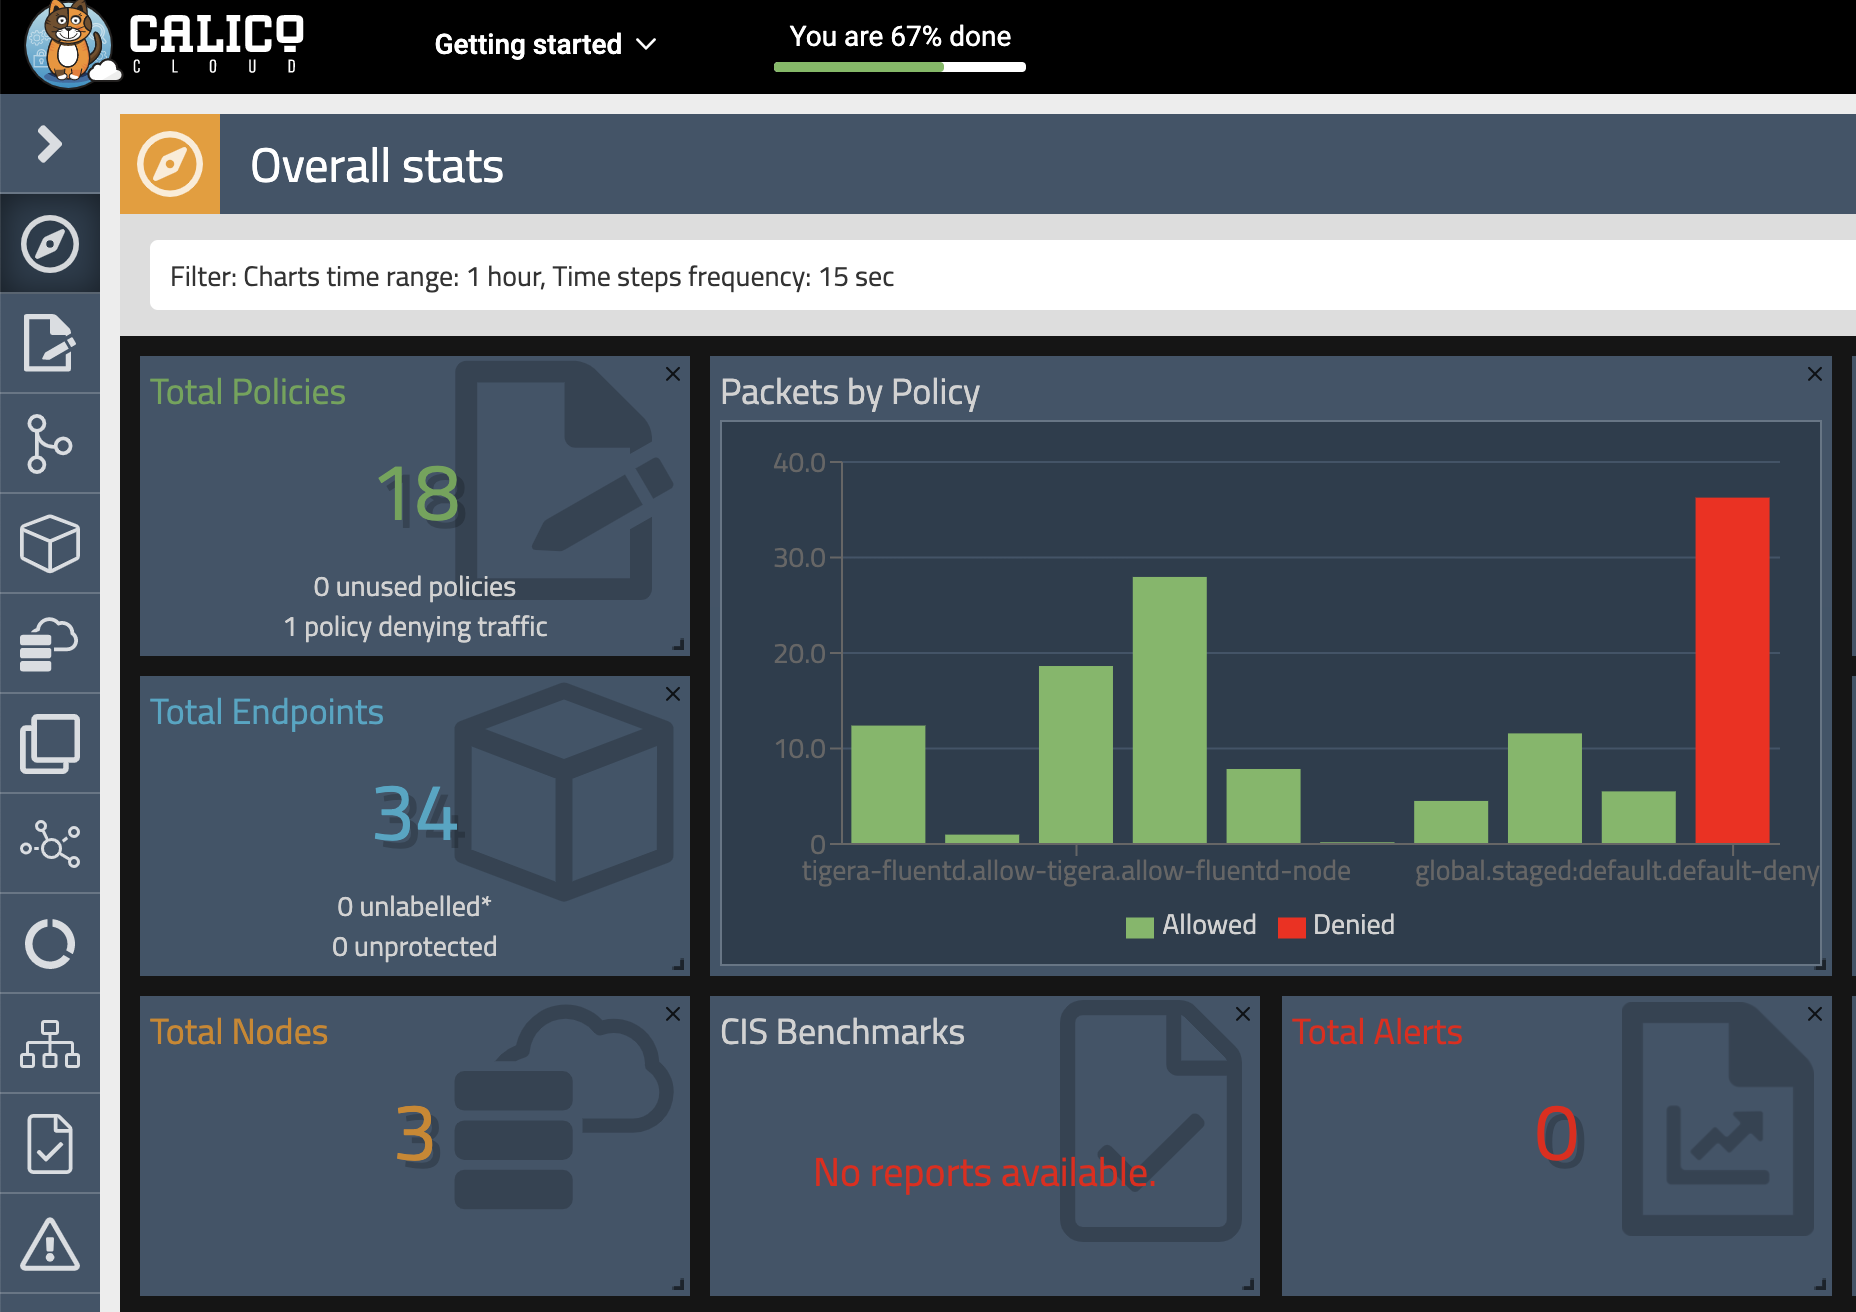 CALICO
CLOUD
Getting started
You are 67% done
Overall stats
Filter: Charts time range: 1 hour, Time steps frequency: 15 sec
Total Policies
18
0 unused policies
1 policy denying traffic
Packets by Policy
40.0
30.0
20.0
10.0
0
tigera-fluentd.allow-tigera.allow-fluentd-node
global.staged:default.default-deny
Allowed
Denied
Total Endpoints
34
0 unlabelled*
0 unprotected
Total Nodes
3
CIS Benchmarks
No reports available.
Total Alerts
0